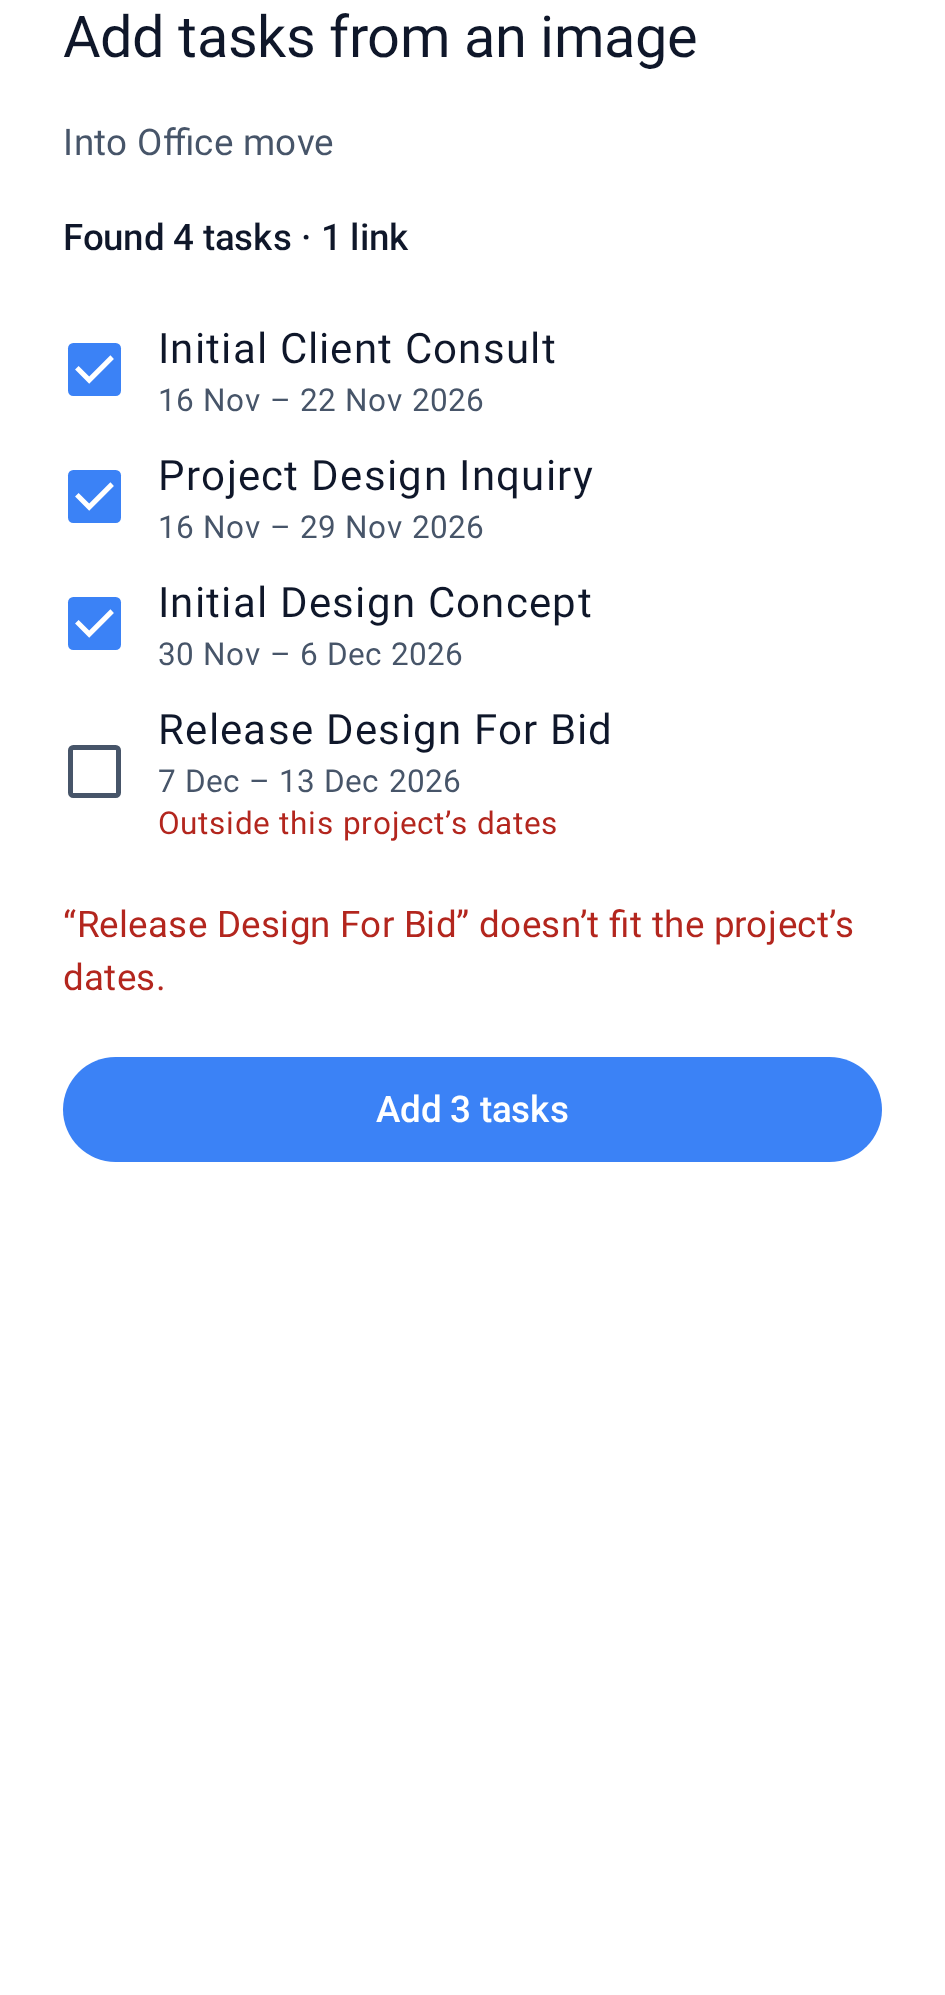 Add tasks from an image
Into Office move
Found 4 tasks · 1 link
Initial Client Consult
16 Nov – 22 Nov 2026
Project Design Inquiry
16 Nov – 29 Nov 2026
Initial Design Concept
30 Nov – 6 Dec 2026
Release Design For Bid
7 Dec – 13 Dec 2026
Outside this project’s dates
“Release Design For Bid” doesn’t fit the project’s
dates.
Add 3 tasks